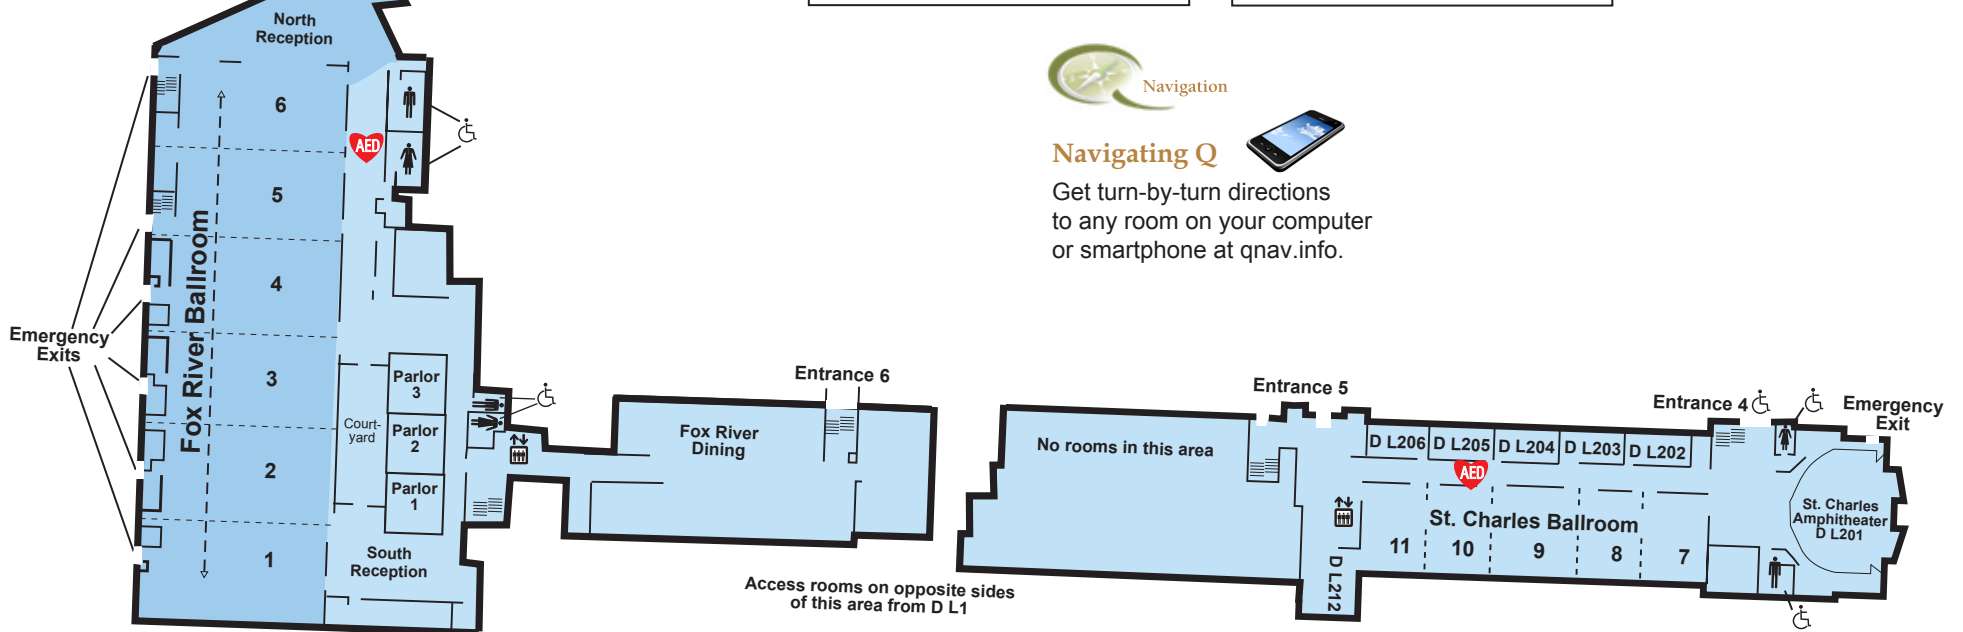 North
Reception
6
AED
5
Fox River Ballroom
4
3
2
1
Emergency
Exits
Parlor
3
Court-
yard
Parlor
2
Parlor
1
South
Reception
Navigation
Navigating Q
Get turn-by-turn directions
to any room on your computer
or smartphone at qnav.info.
Entrance 6
Fox River
Dining
Access rooms on opposite sides
of this area from D L1
Entrance 5
No rooms in this area
Entrance 4
Emergency
Exit
D L206
D L205
D L204
D L203
D L202
AED
St. Charles Ballroom
11
10
9
8
7
D L212
St. Charles
Amphitheater
D L201